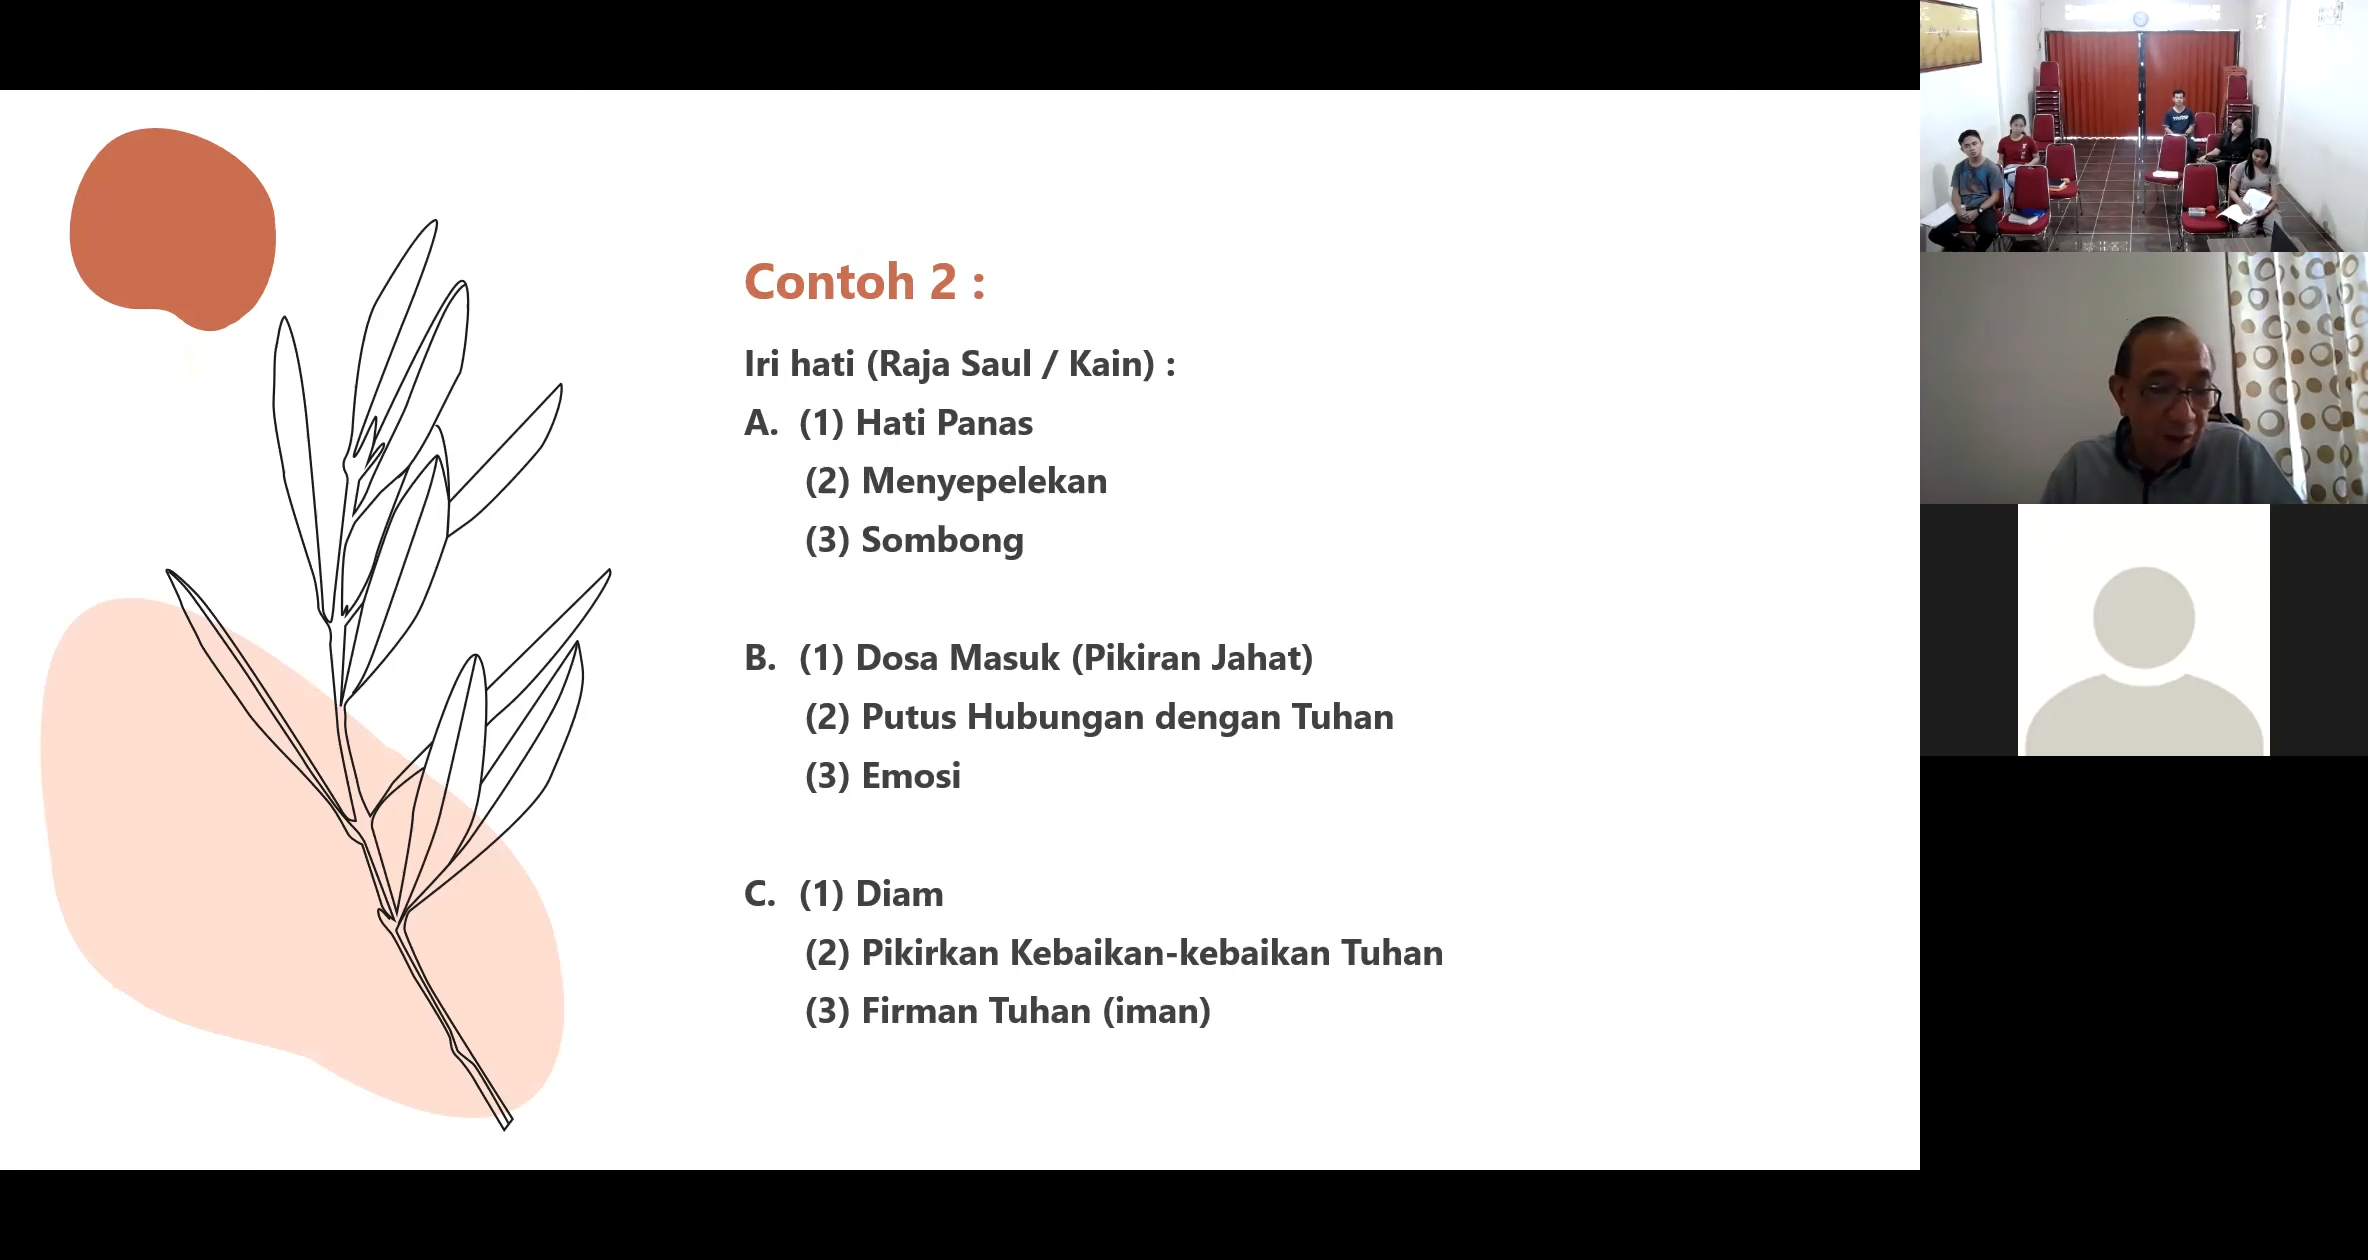 Contoh 2 :
Iri hati (Raja Saul / Kain) :
A. (1) Hati Panas
(2) Menyepelekan
(3) Sombong
B. (1) Dosa Masuk (Pikiran Jahat)
(2) Putus Hubungan dengan Tuhan
(3) Emosi
C. (1) Diam
(2) Pikirkan Kebaikan-kebaikan Tuhan
(3) Firman Tuhan (iman)